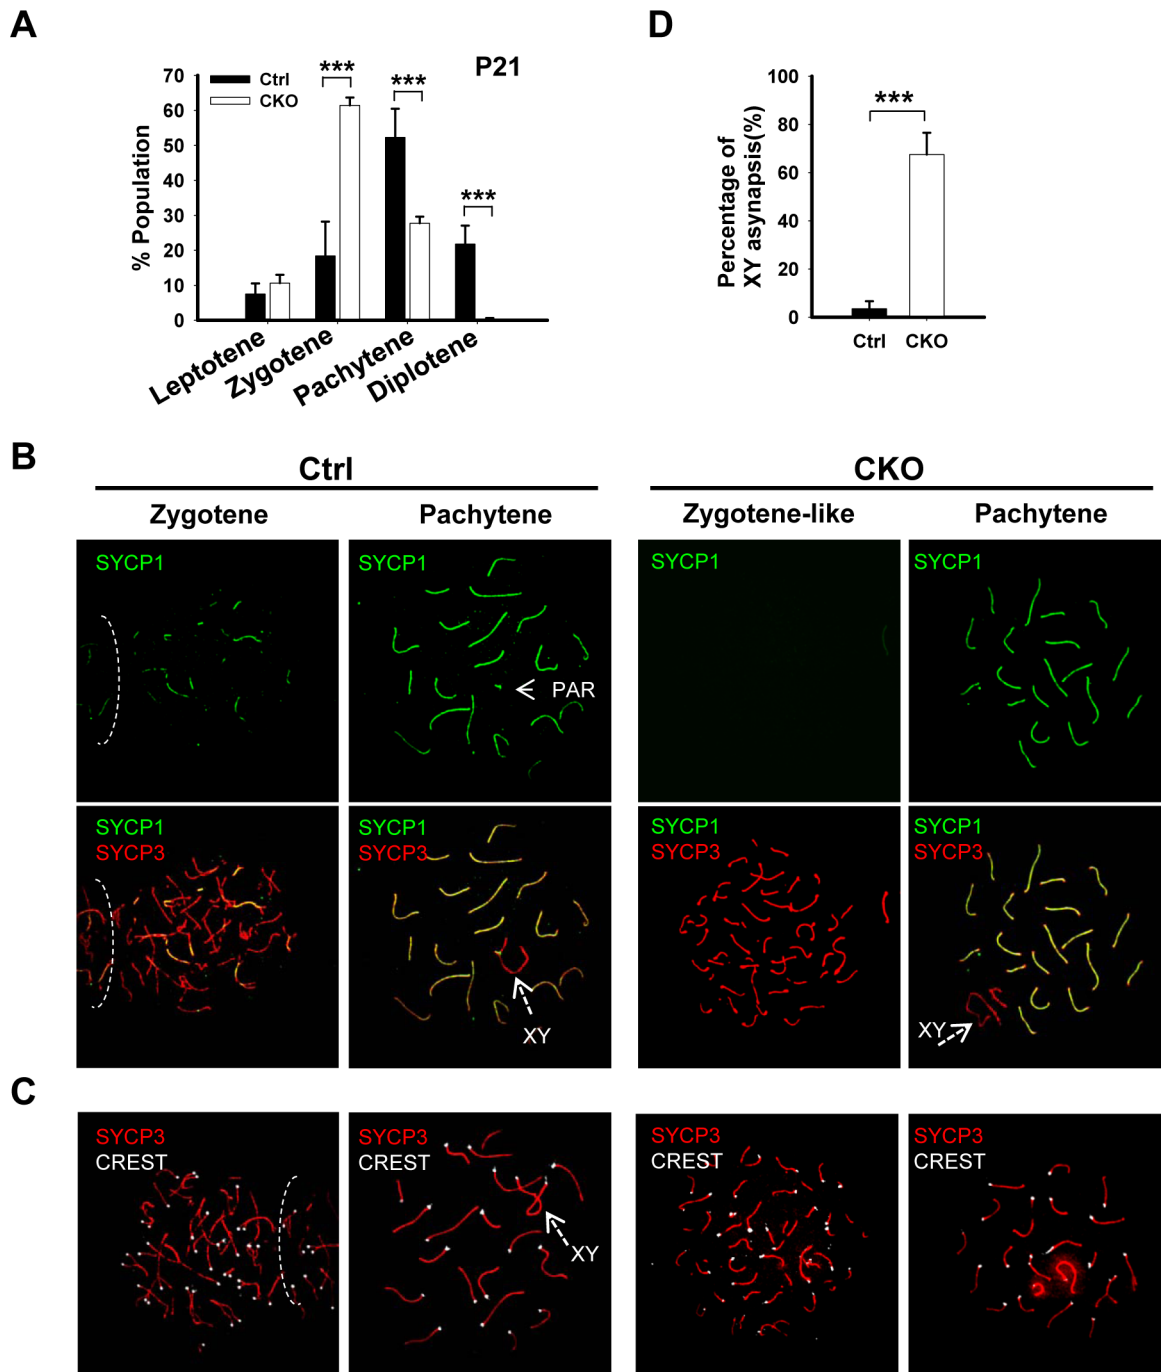 A
P21
Ctrl
CKO
***
***
***
% Population
70
60
50
40
30
20
10
0
Leptotene
Zygotene
Pachytene
Diplotene
D
***
Percentage of
XY asynapsis(%)
100
80
60
40
20
0
Ctrl CKO
B
Ctrl CKO
Zygotene Pachytene Zygotene-like Pachytene
SYCP1 SYCP1 SYCP1 SYCP1
PAR
SYCP1 SYCP1 SYCP1 SYCP1
SYCP3 SYCP3 SYCP3 SYCP3
XY
XY
C
SYCP3 SYCP3 SYCP3 SYCP3
CREST CREST CREST CREST
XY